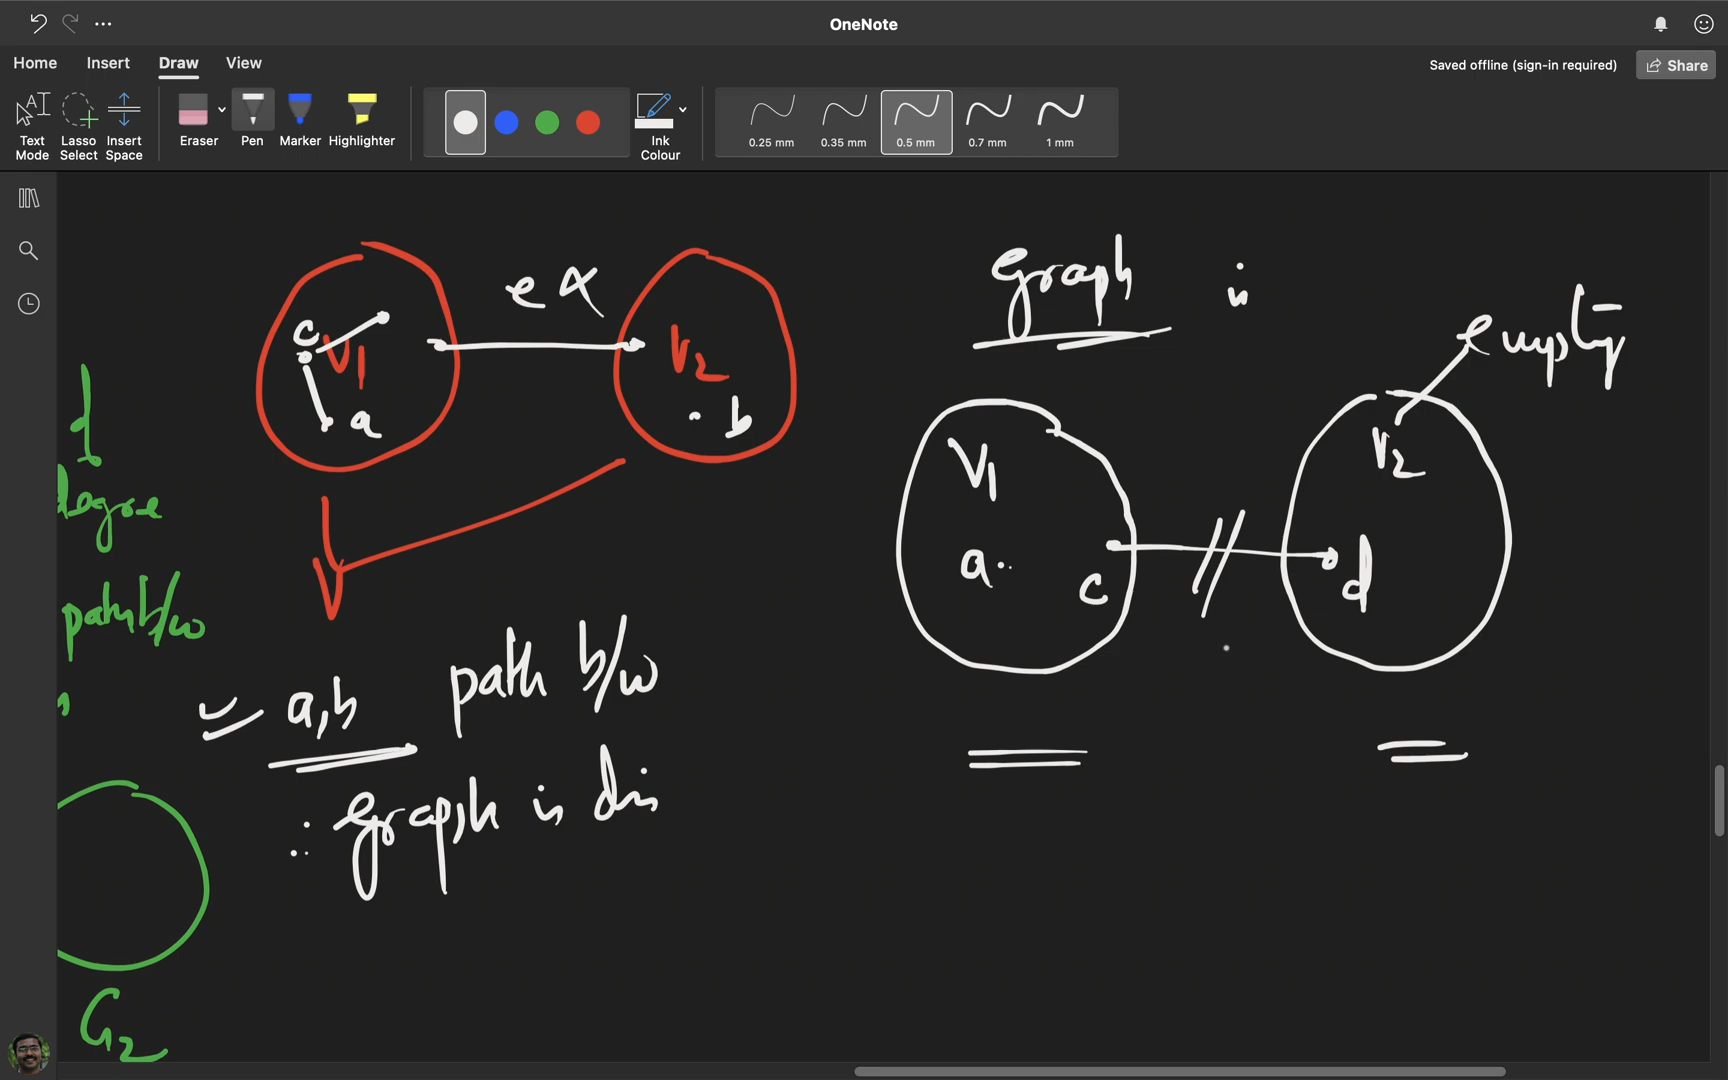 OneNote
Home Insert Draw View
Saved offline (sign-in required)
Share
Text Mode
Lasso Select
Insert Space
Eraser
Pen
Marker
Highlighter
Ink Colour
0.25 mm
0.35 mm
0.5 mm
0.7 mm
1 mm
e
c
V1
a
V2
b
V
a,b path b/w
∴ graph is dis
graph is
empty
V1
V2
a
c
d
d
degree
path b/w
G2